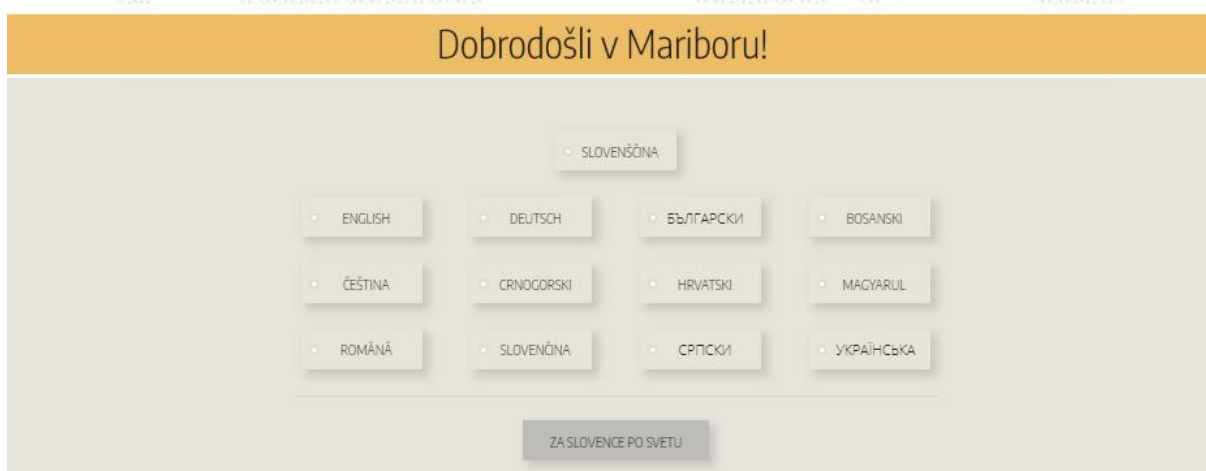 Dobrodošli v Mariboru!
SLOVENŠČINA
ENGLISH DEUTSCH БЪЛГАРСКИ BOSANSKI
ČEŠTINA CRNOGORSKI HRVATSKI MAGYARUL
ROMÂNĂ SLOVENČINA СРПСКИ УКРАЇНСЬКА
ZA SLOVENCE PO SVETU